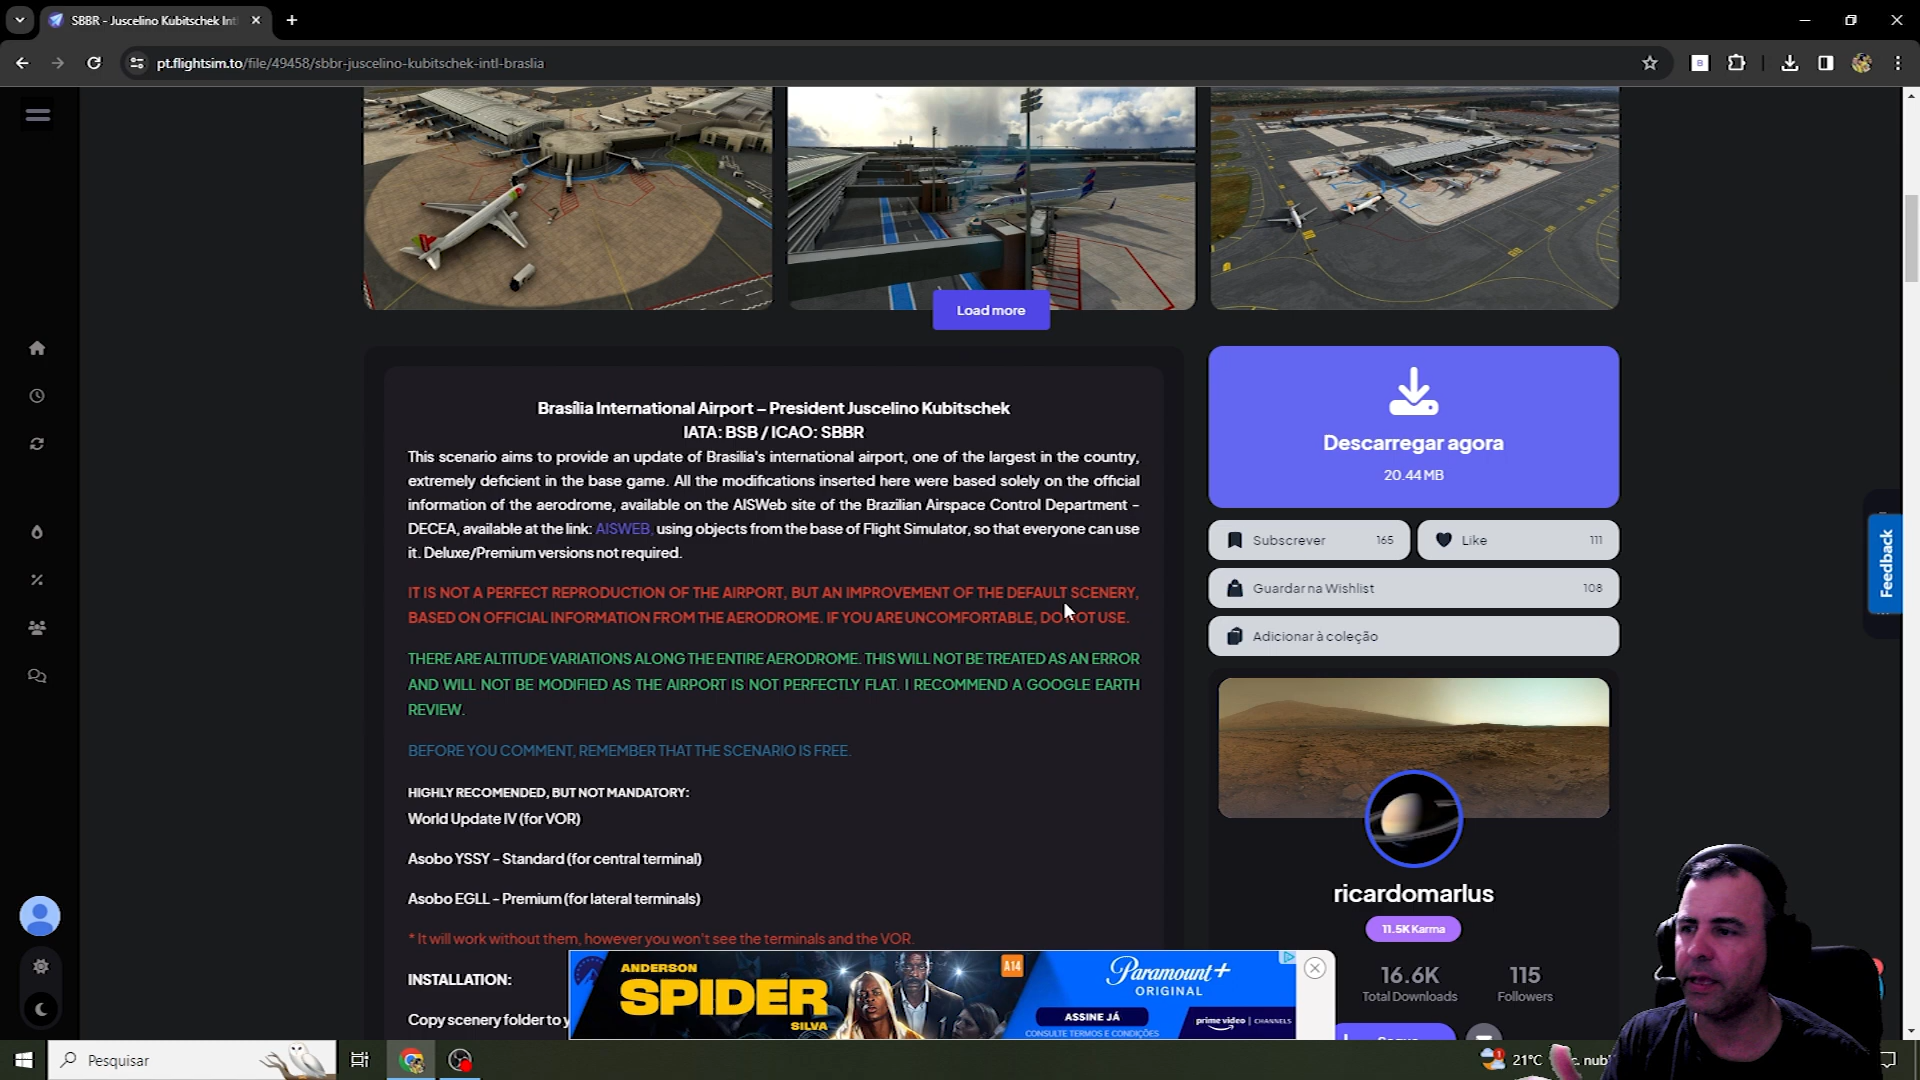 SBBR - Juscelino Kubitschek Int
pt.flightsim.to/file/49458/sbbr-juscelino-kubitschek-intl-braslia
Load more
Brasília International Airport – President Juscelino Kubitschek
IATA: BSB / ICAO: SBBR
This scenario aims to provide an update of Brasilia's international airport, one of the largest in the country,
extremely deficient in the base game. All the modifications inserted here were based solely on the official
information of the aerodrome, available on the AISWeb site of the Brazilian Airspace Control Department –
DECEA, available at the link: AISWEB, using objects from the base of Flight Simulator, so that everyone can use
it. Deluxe/Premium versions not required.
IT IS NOT A PERFECT REPRODUCTION OF THE AIRPORT, BUT AN IMPROVEMENT OF THE DEFAULT SCENERY,
BASED ON OFFICIAL INFORMATION FROM THE AERODROME. IF YOU ARE UNCOMFORTABLE, DO NOT USE.
THERE ARE ALTITUDE VARIATIONS ALONG THE ENTIRE AERODROME. THIS WILL NOT BE TREATED AS AN ERROR
AND WILL NOT BE MODIFIED AS THE AIRPORT IS NOT PERFECTLY FLAT. I RECOMMEND A GOOGLE EARTH
REVIEW.
BEFORE YOU COMMENT, REMEMBER THAT THE SCENARIO IS FREE.
HIGHLY RECOMENDED, BUT NOT MANDATORY:
World Update IV (for VOR)
Asobo YSSY – Standard (for central terminal)
Asobo EGLL – Premium (for lateral terminals)
* It will work without them, however you won't see the terminals and the VOR.
INSTALLATION:
Copy scenery folder to y
Descarregar agora
20.44 MB
Subscrever 165
Like 111
Guardar na Wishlist 108
Adicionar à coleção
ricardomarlus
11.5K Karma
16.6K 115
Total Downloads Followers
Feedback
ANDERSON
SPIDER
SILVA
A14
Paramount+
ORIGINAL
ASSINE JÁ
CONSULTE TERMOS E CONDIÇÕES
prime video | CHANNELS
Pesquisar
21°C